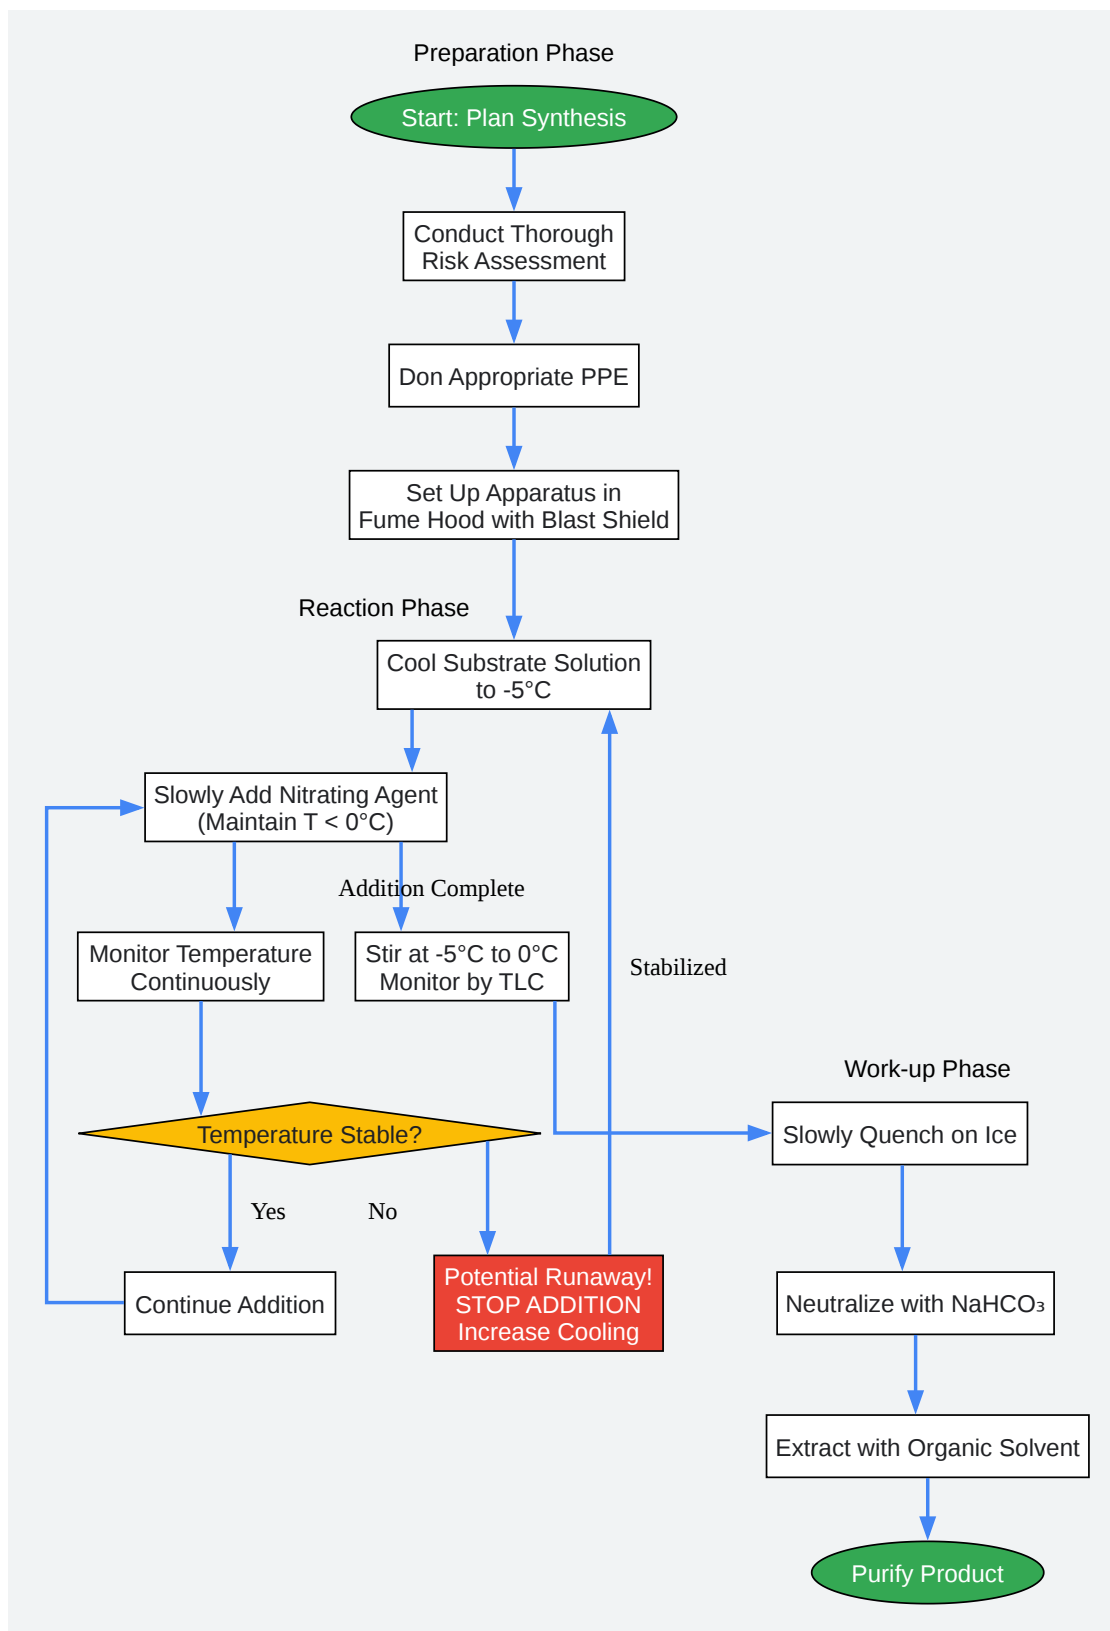 Preparation Phase
Start: Plan Synthesis
Conduct Thorough
Risk Assessment
Don Appropriate PPE
Set Up Apparatus in
Fume Hood with Blast Shield
Reaction Phase
Cool Substrate Solution
to -5°C
Slowly Add Nitrating Agent
(Maintain T < 0°C)
Addition Complete
Monitor Temperature
Continuously
Stir at -5°C to 0°C
Monitor by TLC
Stabilized
Temperature Stable?
Yes
No
Continue Addition
Potential Runaway!
STOP ADDITION
Increase Cooling
Work-up Phase
Slowly Quench on Ice
Neutralize with NaHCO₃
Extract with Organic Solvent
Purify Product